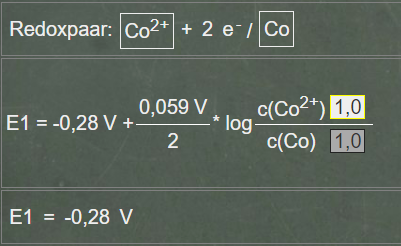 Redoxpaar: Co²⁺ + 2 e⁻ / Co
0,059 V c(Co²⁺) 1,0
E1 = -0,28 V + * log
2 c(Co) 1,0
E1 = -0,28 V